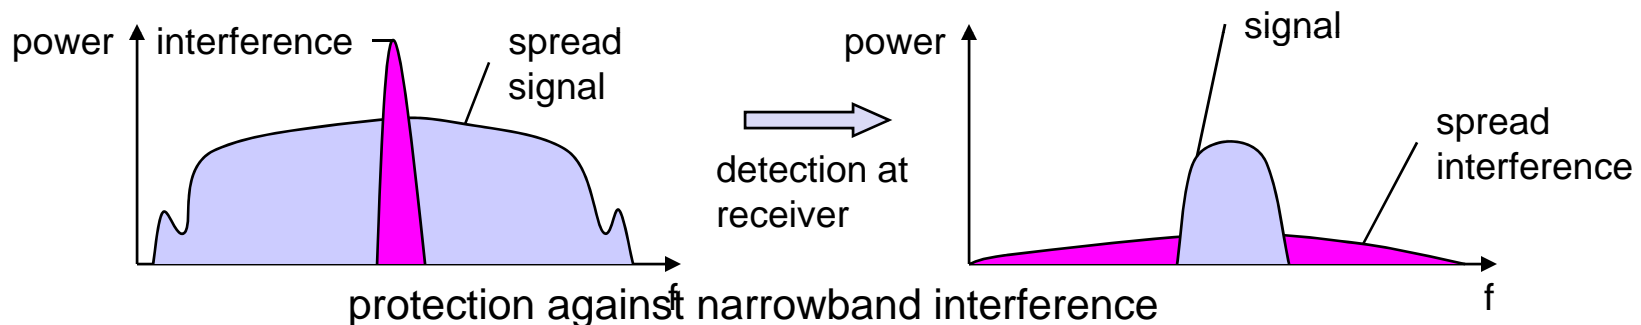 power
interference
spread
signal
detection at
receiver
f
power
signal
spread
interference
f
protection against narrowband interference